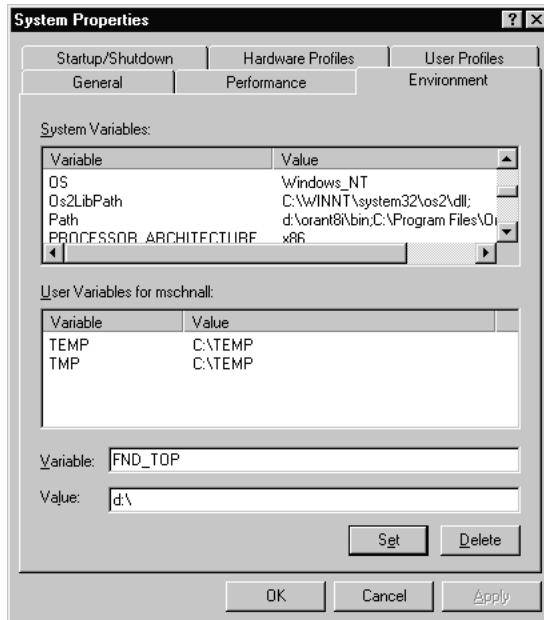 System Properties
Startup/Shutdown Hardware Profiles User Profiles
General Performance Environment
System Variables:
Variable Value
OS Windows_NT
Os2LibPath C:\WINNT\system32\os2\dll;
Path d:\orant8i\bin;C:\Program Files\O
PROCESSOR_ARCHITECTURE x86
User Variables for mschnall:
Variable Value
TEMP C:\TEMP
TMP C:\TEMP
Variable: FND_TOP
Value: d:\
Set Delete
OK Cancel Apply